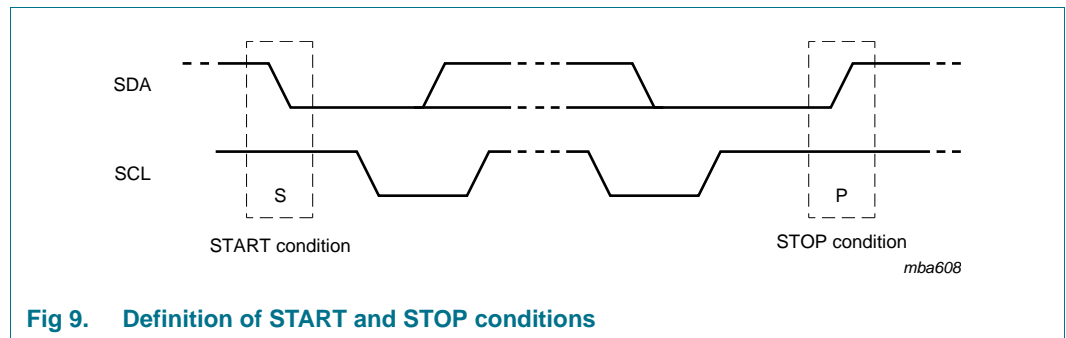 SDA
SCL
S
P
START condition
STOP condition
mba608
Fig 9. Definition of START and STOP conditions